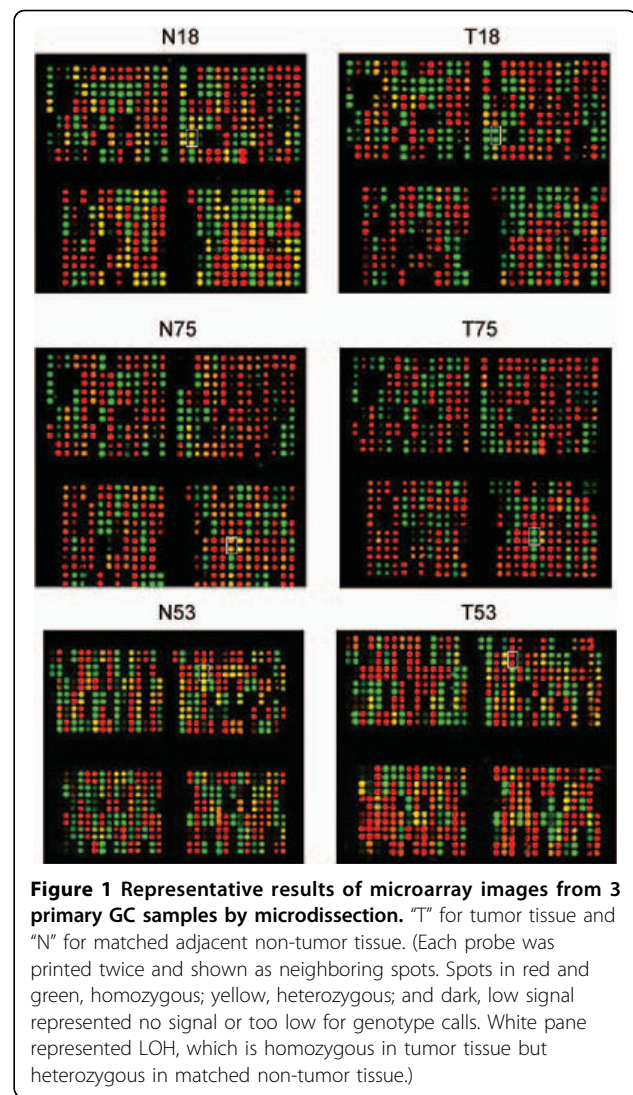 N18
T18
N75
T75
N53
T53
Figure 1 Representative results of microarray images from 3
primary GC samples by microdissection. “T” for tumor tissue and
“N” for matched adjacent non-tumor tissue. (Each probe was
printed twice and shown as neighboring spots. Spots in red and
green, homozygous; yellow, heterozygous; and dark, low signal
represented no signal or too low for genotype calls. White pane
represented LOH, which is homozygous in tumor tissue but
heterozygous in matched non-tumor tissue.)